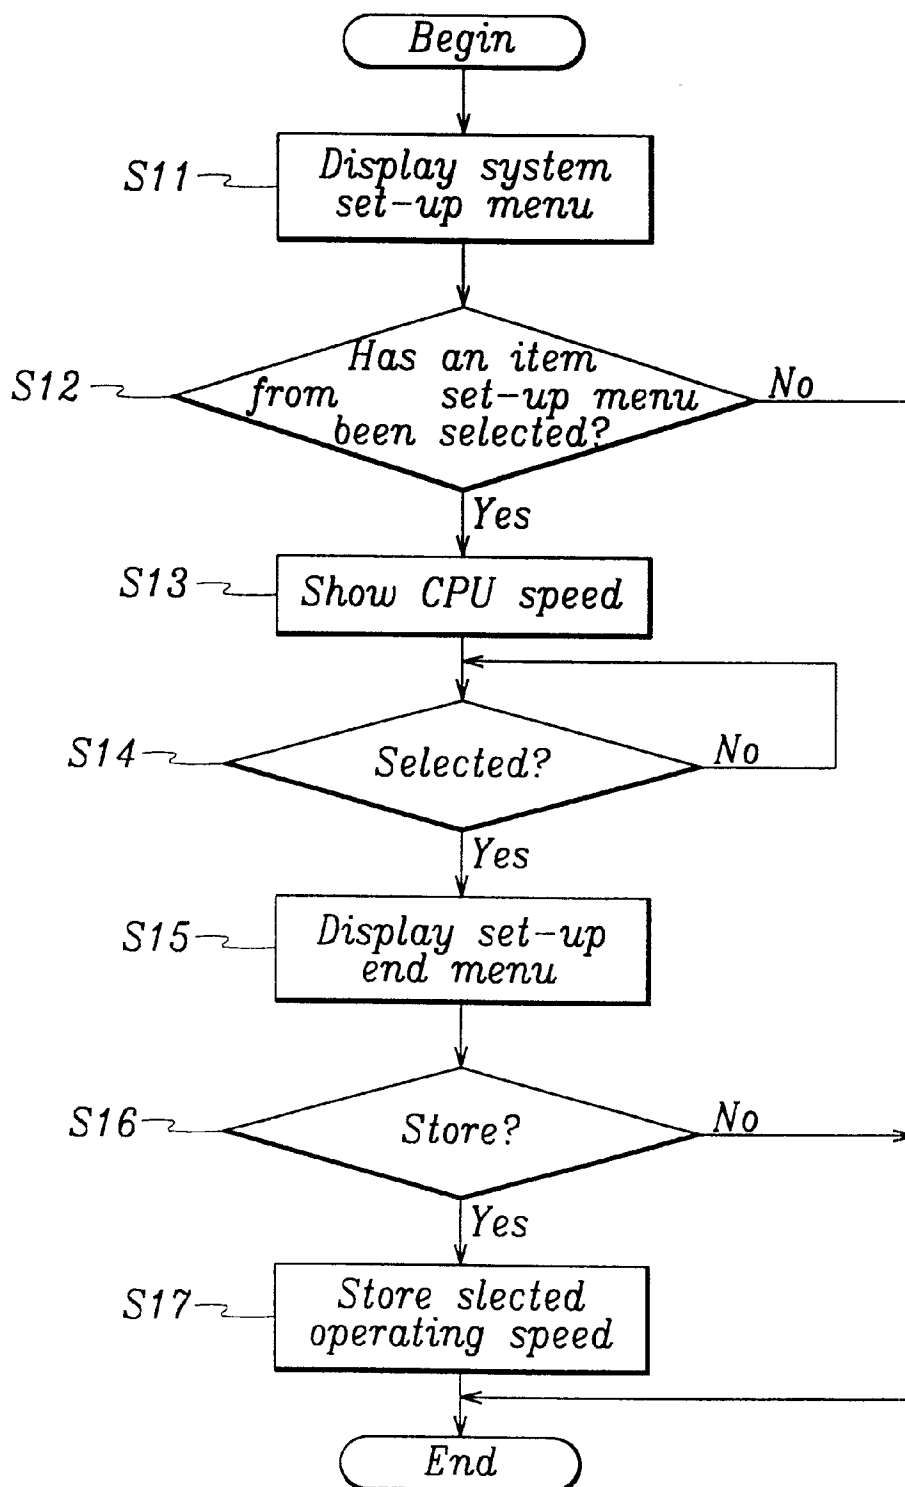 Begin
S11
Display system
set-up menu
S12
Has an item
from set-up menu
been selected?
No
Yes
S13
Show CPU speed
S14
Selected?
No
Yes
S15
Display set-up
end menu
S16
Store?
No
Yes
S17
Store slected
operating speed
End